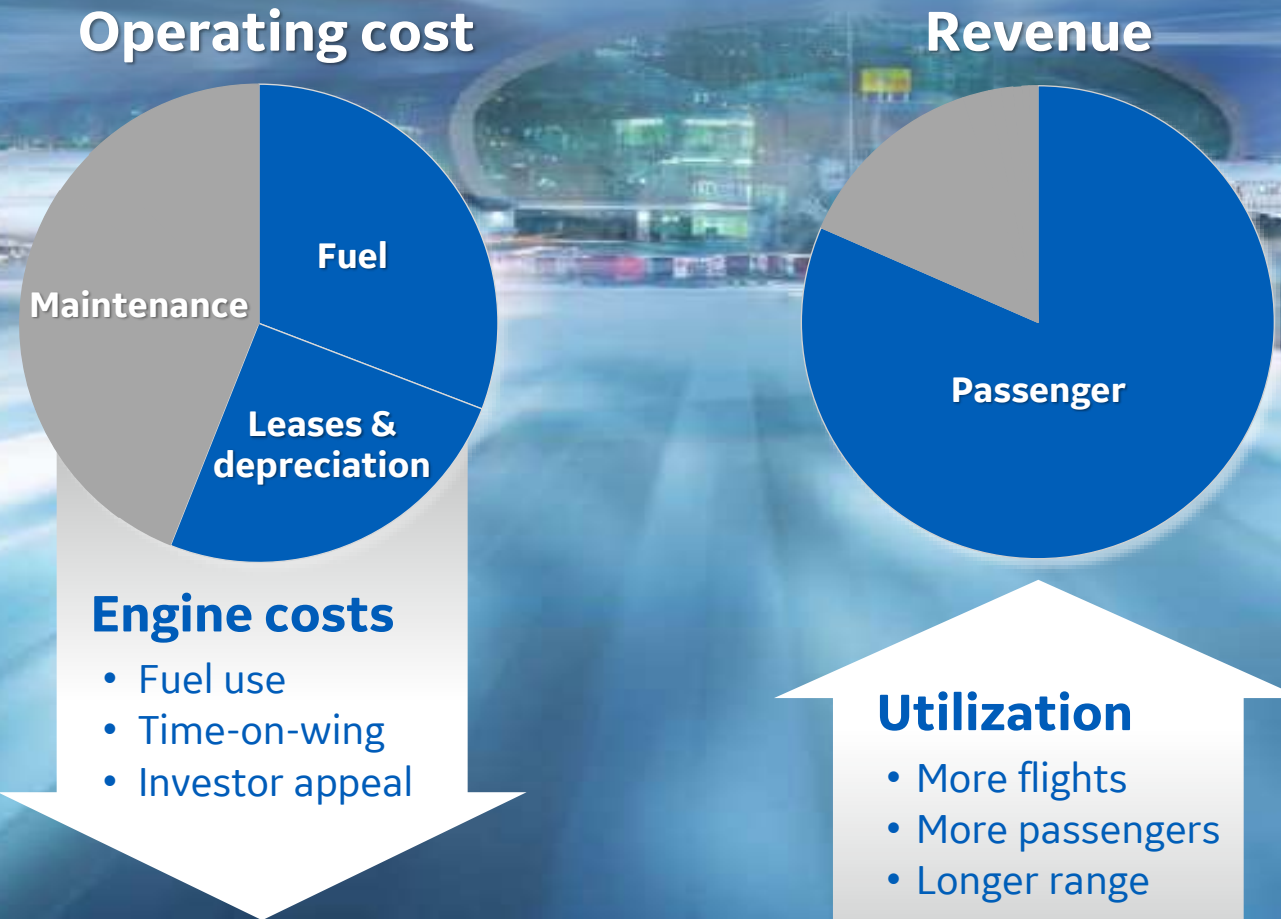 Operating cost
Fuel
Maintenance
Leases &
depreciation
Engine costs
• Fuel use
• Time-on-wing
• Investor appeal
Revenue
Passenger
Utilization
• More flights
• More passengers
• Longer range